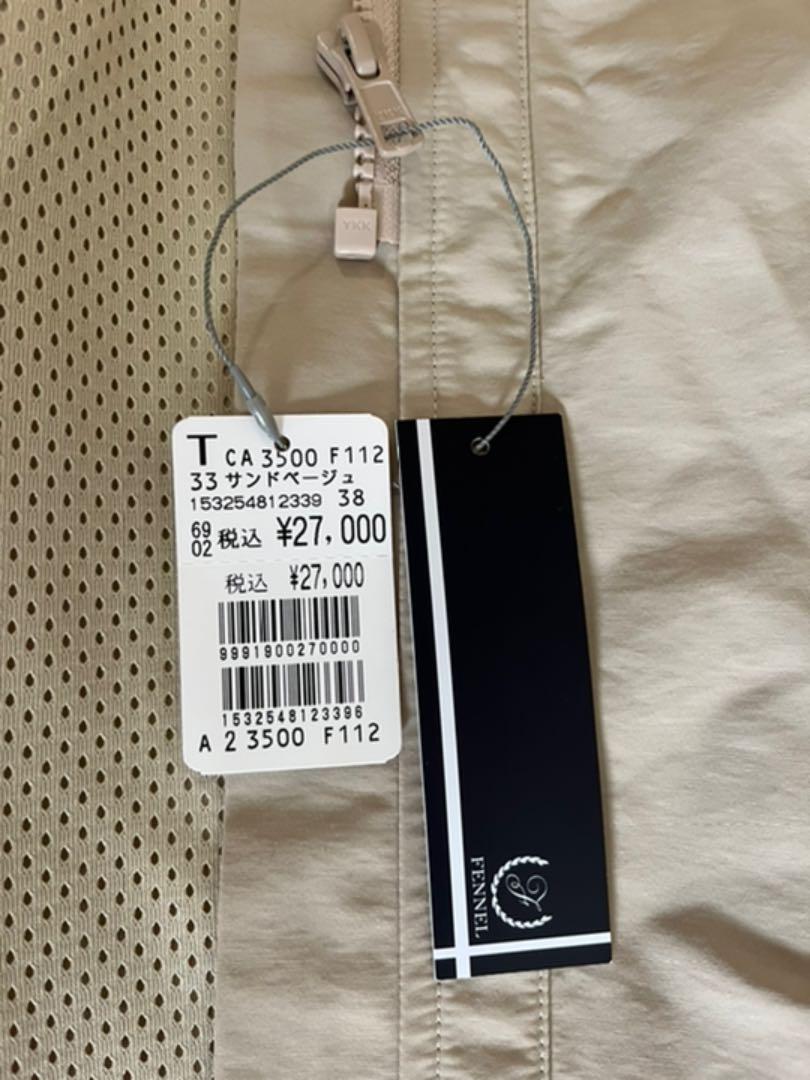 YKK
T CA 3500 F112
33 サンドベージュ
153254812339 38
69
02 税込 ¥27,000
税込 ¥27,000
9991900270000
1532548123396
A 2 3500 F112
FENNEL